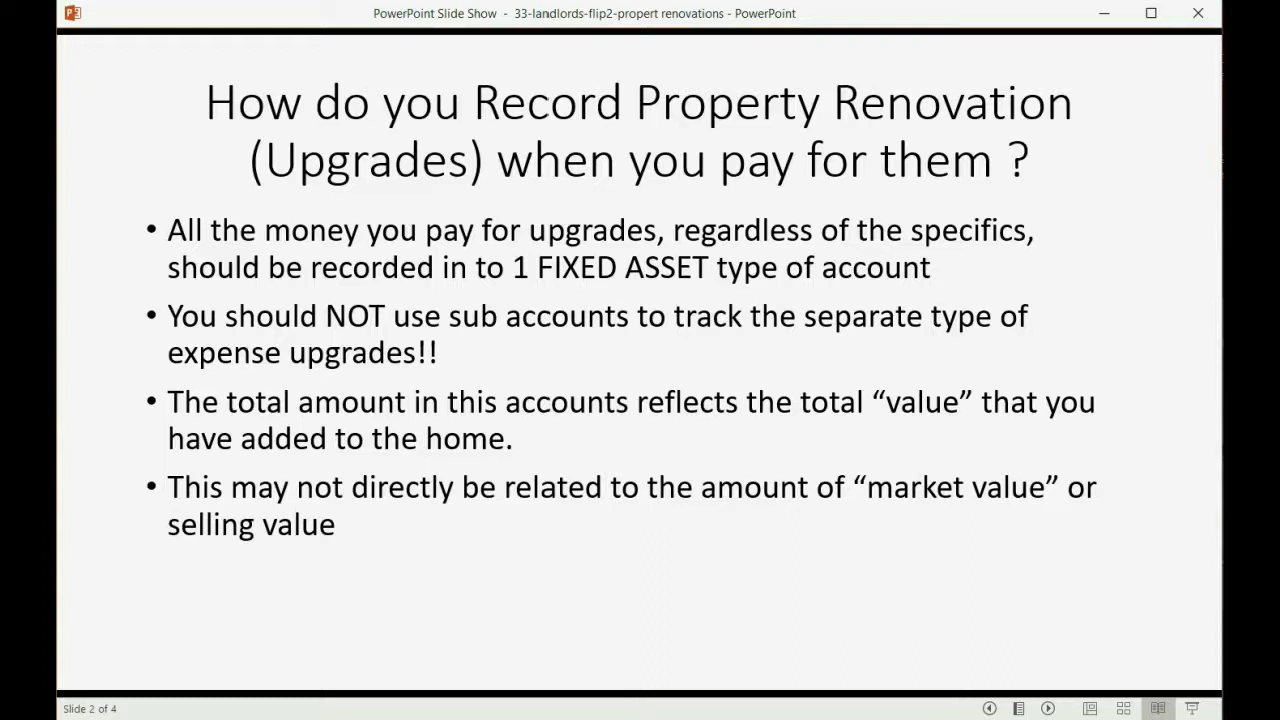 PowerPoint Slide Show - 33-landlords-flip2-propert renovations - PowerPoint
How do you Record Property Renovation
(Upgrades) when you pay for them ?
• All the money you pay for upgrades, regardless of the specifics,
should be recorded in to 1 FIXED ASSET type of account
• You should NOT use sub accounts to track the separate type of
expense upgrades!!
• The total amount in this accounts reflects the total “value” that you
have added to the home.
• This may not directly be related to the amount of “market value” or
selling value
Slide 2 of 4